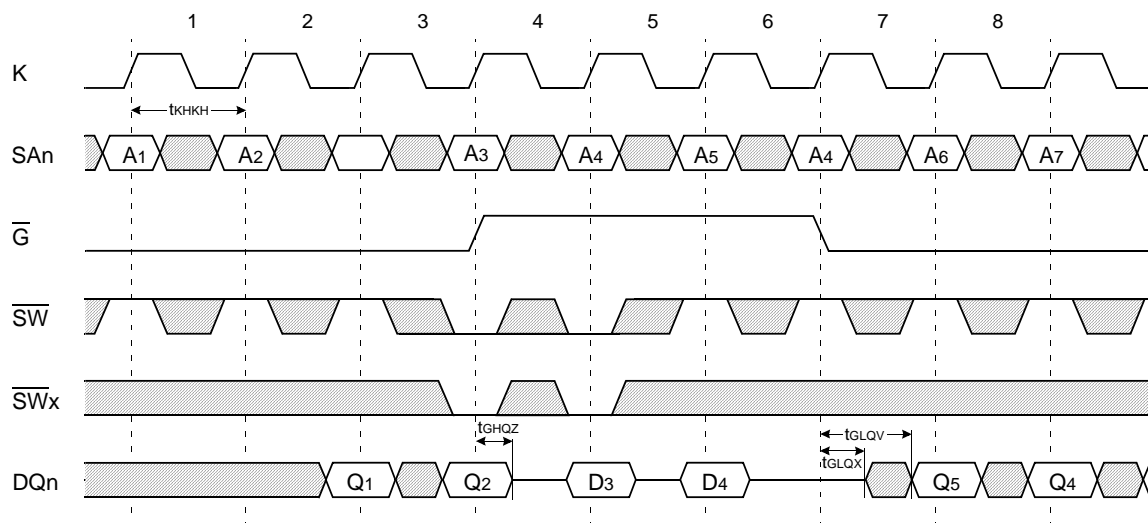 1 2 3 4 5 6 7 8
K
tKHKH
SAn A1 A2 A3 A4 A5 A4 A6 A7
G
SW
SWx
tGHQZ tGLQV
tGLQX
DQn Q1 Q2 D3 D4 Q5 Q4